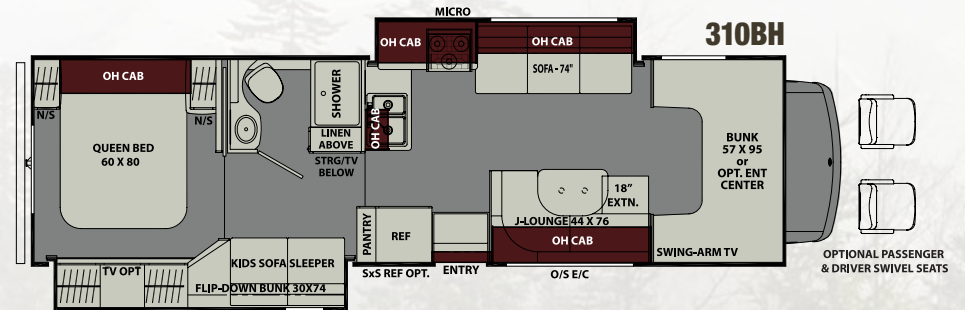 MICRO
310BH
OH CAB
OH CAB
SOFA - 74"
OH CAB
N/S
N/S
SHOWER
LINEN
ABOVE
STRG/TV
BELOW
OH CAB
QUEEN BED
60 X 80
BUNK
57 X 95
or
OPT. ENT
CENTER
18"
EXTN.
J-LOUNGE 44 X 76
OH CAB
PANTRY
REF
SWING-ARM TV
TV OPT
KIDS SOFA SLEEPER
FLIP-DOWN BUNK 30X74
SxS REF OPT.
ENTRY
O/S E/C
OPTIONAL PASSENGER
& DRIVER SWIVEL SEATS